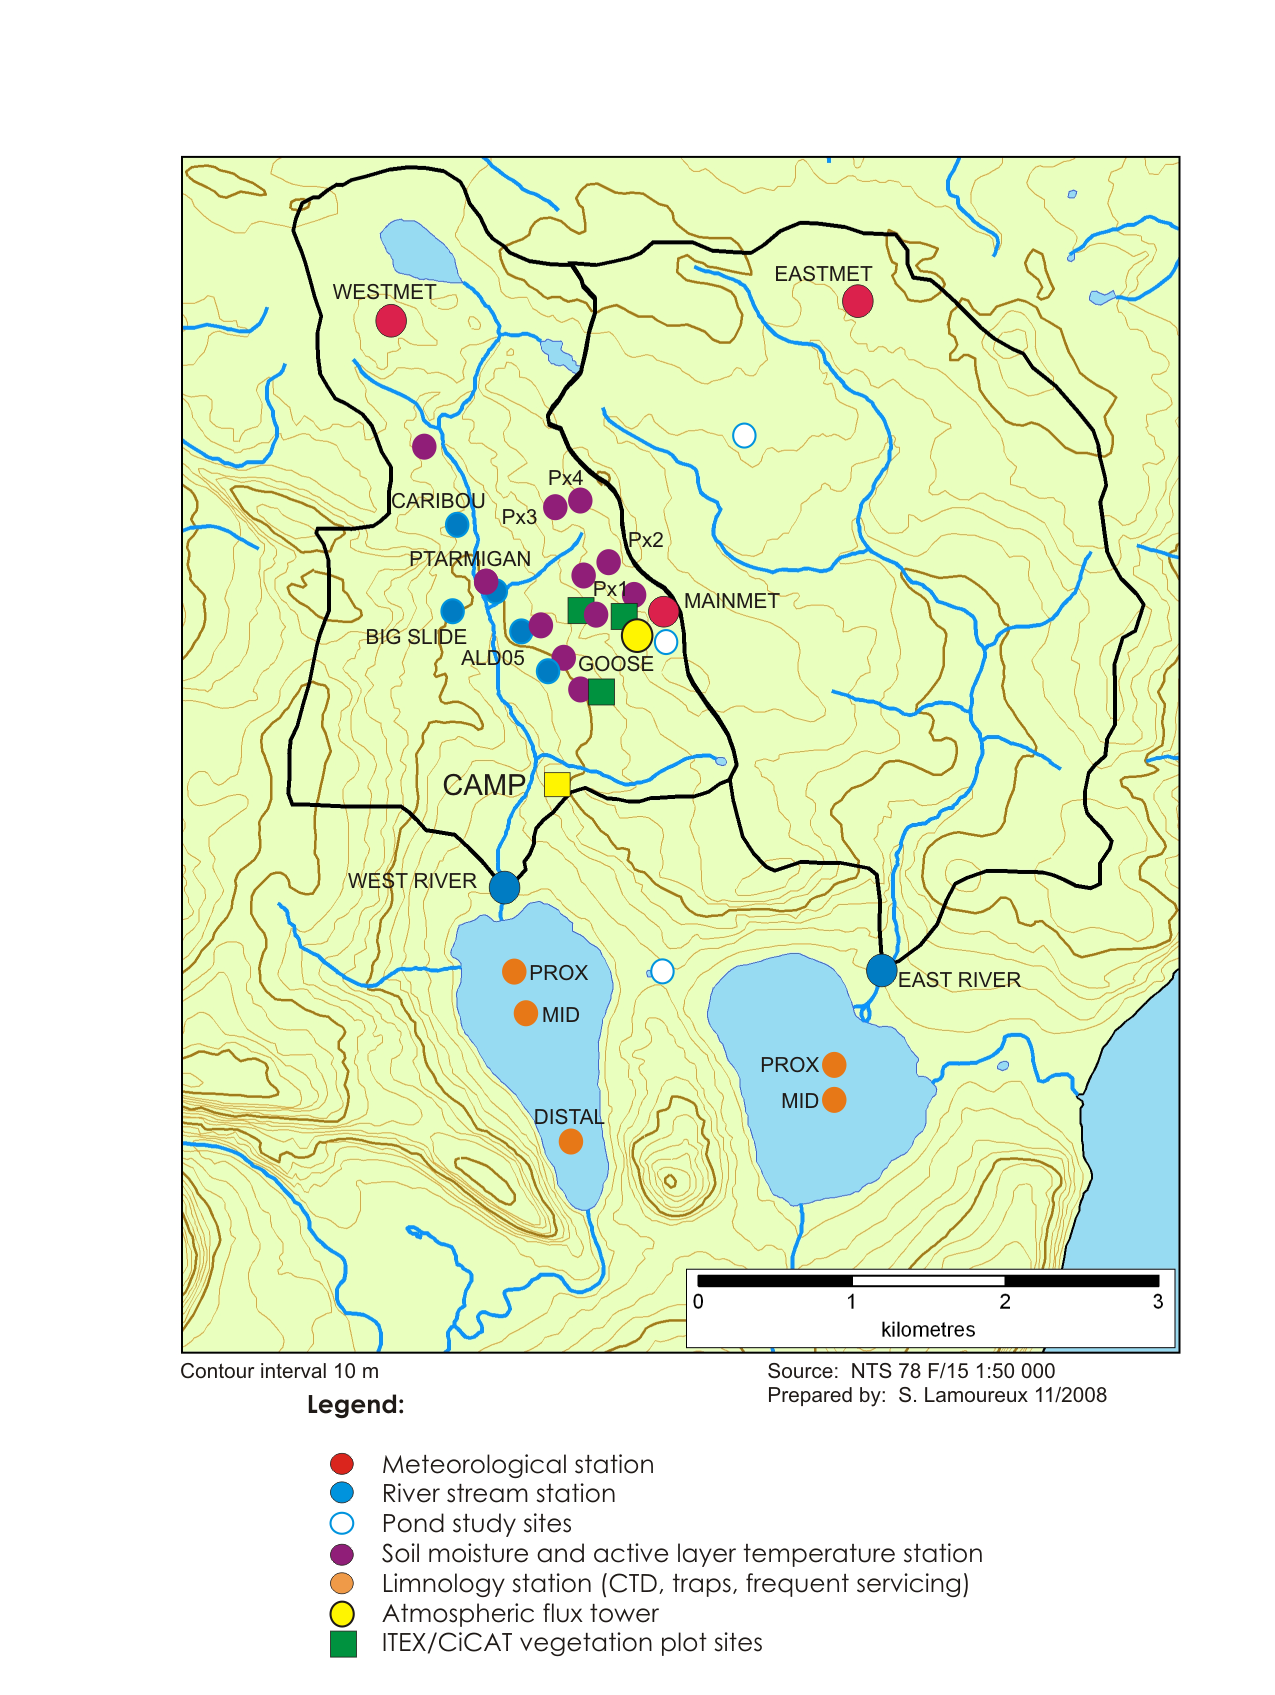 EASTMET
WESTMET
Px4
CARIBOU
Px3
Px2
PTARMIGAN
Px1
MAINMET
BIG SLIDE
ALD05
GOOSE
CAMP
WEST RIVER
PROX
EAST RIVER
MID
PROX
MID
DISTAL
0 1 2 3
kilometres
Contour interval 10 m
Source: NTS 78 F/15 1:50 000
Prepared by: S. Lamoureux 11/2008
Legend:
Meteorological station
River stream station
Pond study sites
Soil moisture and active layer temperature station
Limnology station (CTD, traps, frequent servicing)
Atmospheric flux tower
ITEX/CiCAT vegetation plot sites